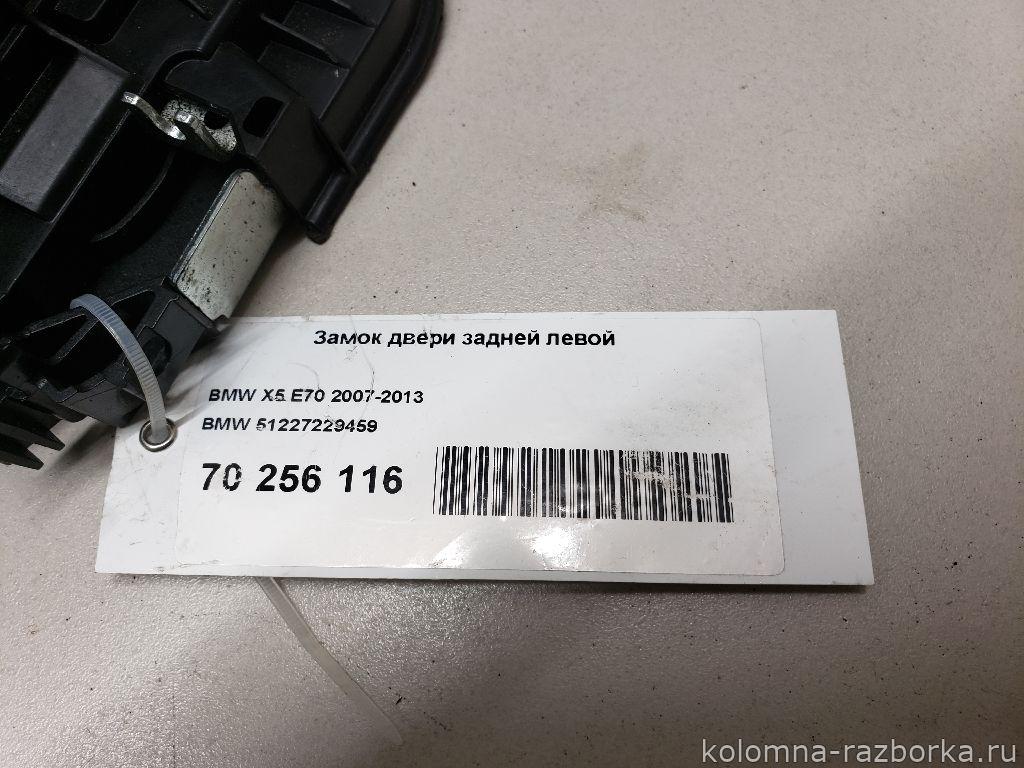 Замок двери задней левой
BMW X5 E70 2007-2013
BMW 51227229459
70 256 116
kolomna-razborka.ru